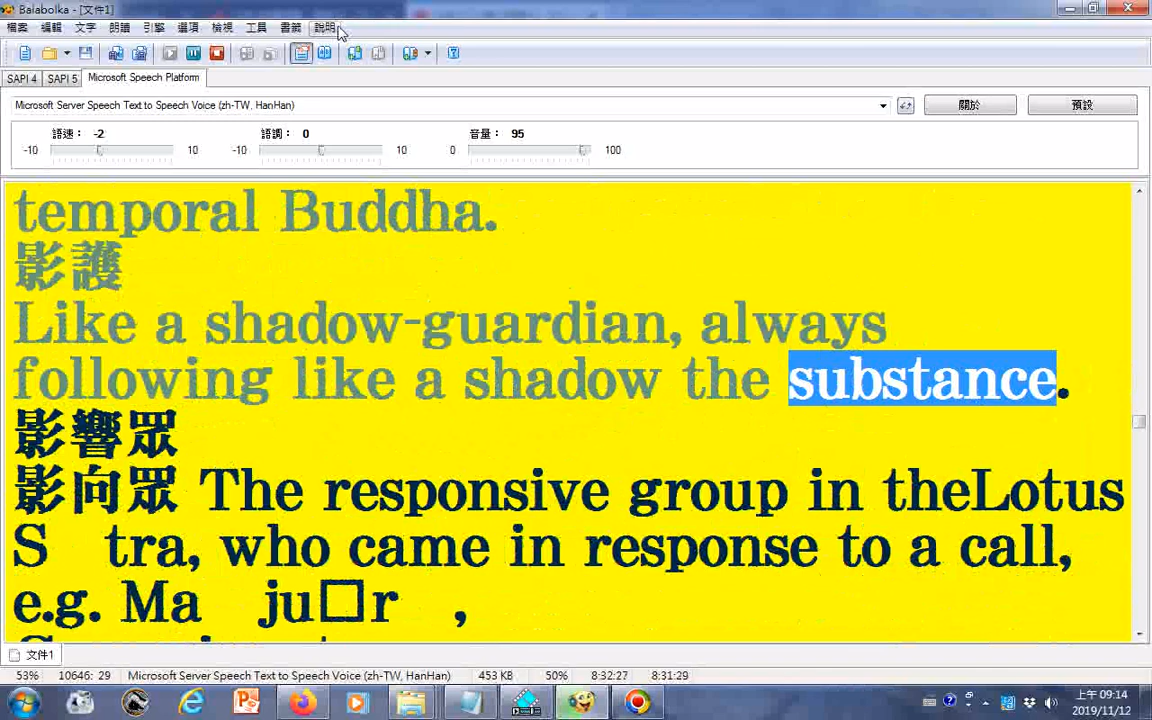 Balabolka - [文件1]
檔案 編輯 文字 朗讀 引擎 選項 檢視 工具 書籤 說明
SAPI 4 SAPI 5 Microsoft Speech Platform
Microsoft Server Speech Text to Speech Voice (zh-TW, HanHan) 關於 預設
語速： -2 語調： 0 音量： 95
-10 10 -10 10 0 100
temporal Buddha.
影護
Like a shadow-guardian, always
following like a shadow the substance.
影響眾
影向眾 The responsive group in theLotus
S tra, who came in response to a call,
e.g. Ma ju□r ,
文件1
53% 10646: 29 Microsoft Server Speech Text to Speech Voice (zh-TW, HanHan) 453 KB 50% 8:32:27 8:31:29
上午 09:14
2019/11/12